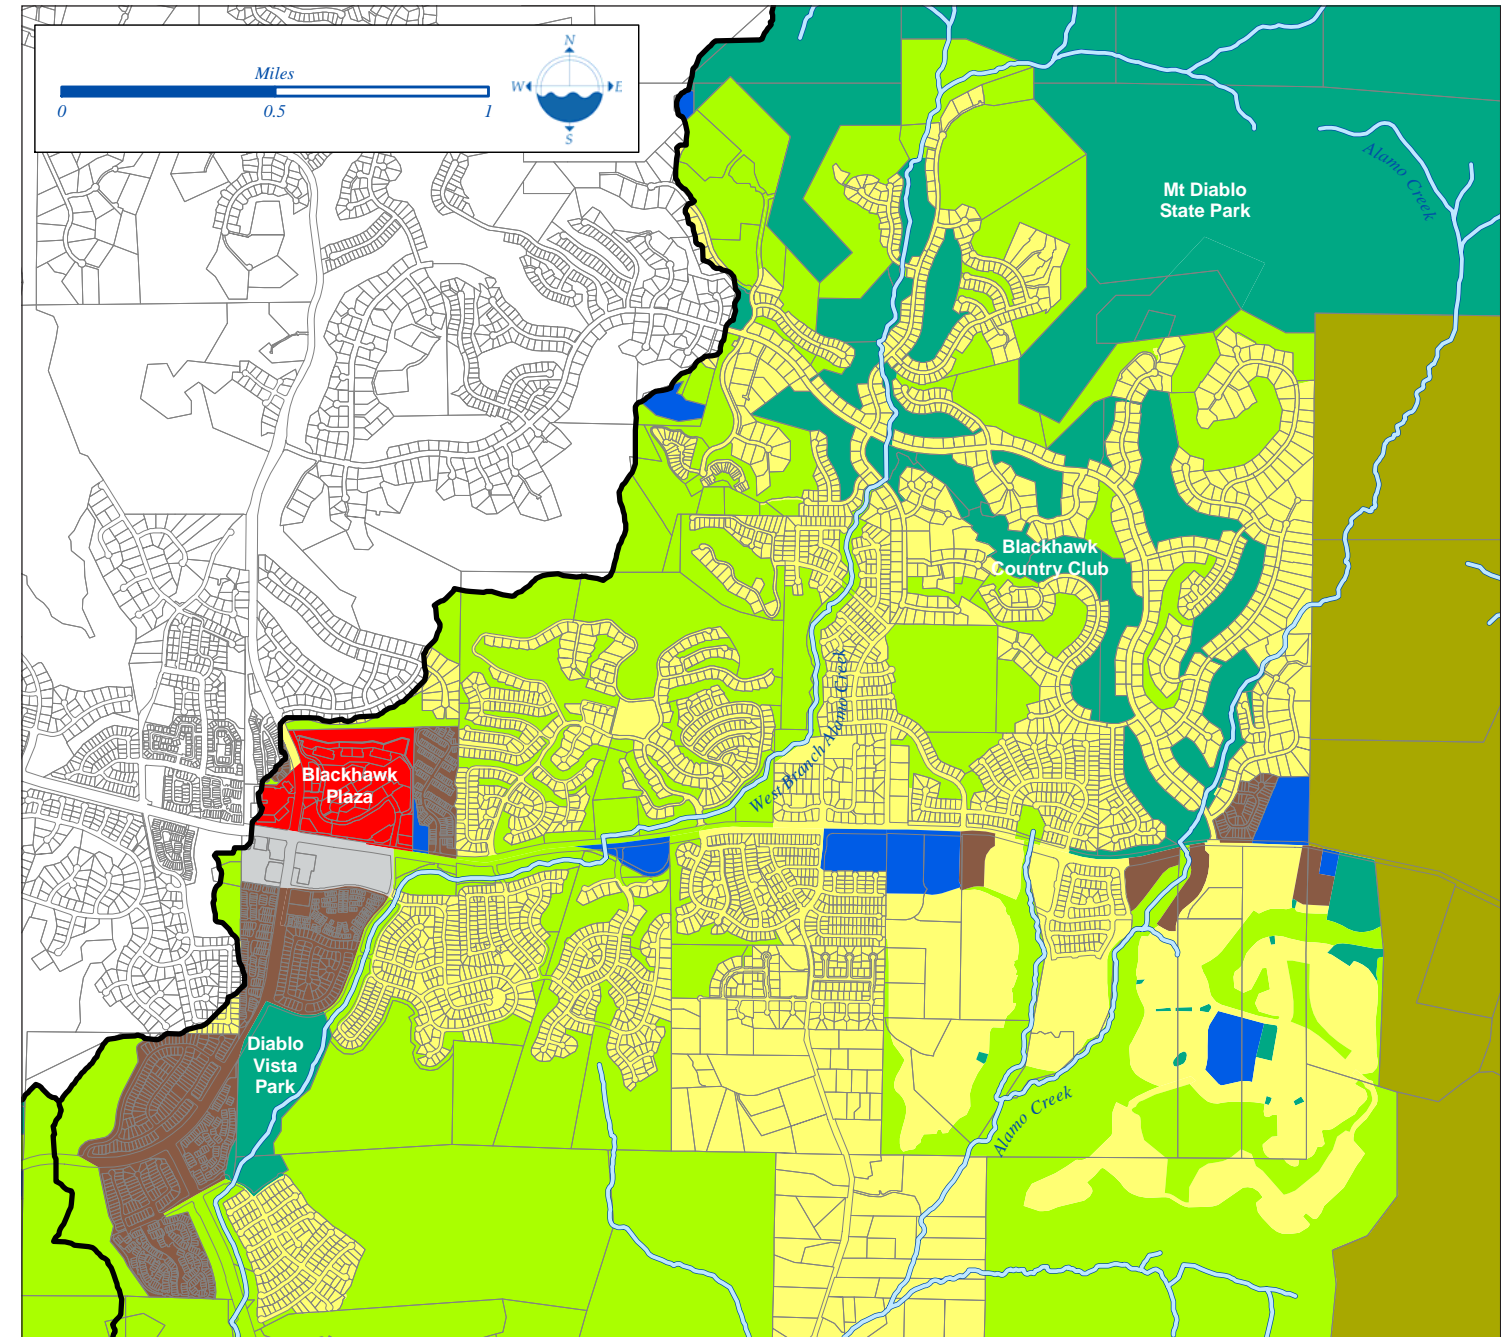 Miles
0 0.5 1
N
W E
S
Alamo Creek
Mt Diablo
State Park
Blackhawk
Country Club
West Branch Alamo Creek
Blackhawk
Plaza
Diablo
Vista
Park
Alamo Creek